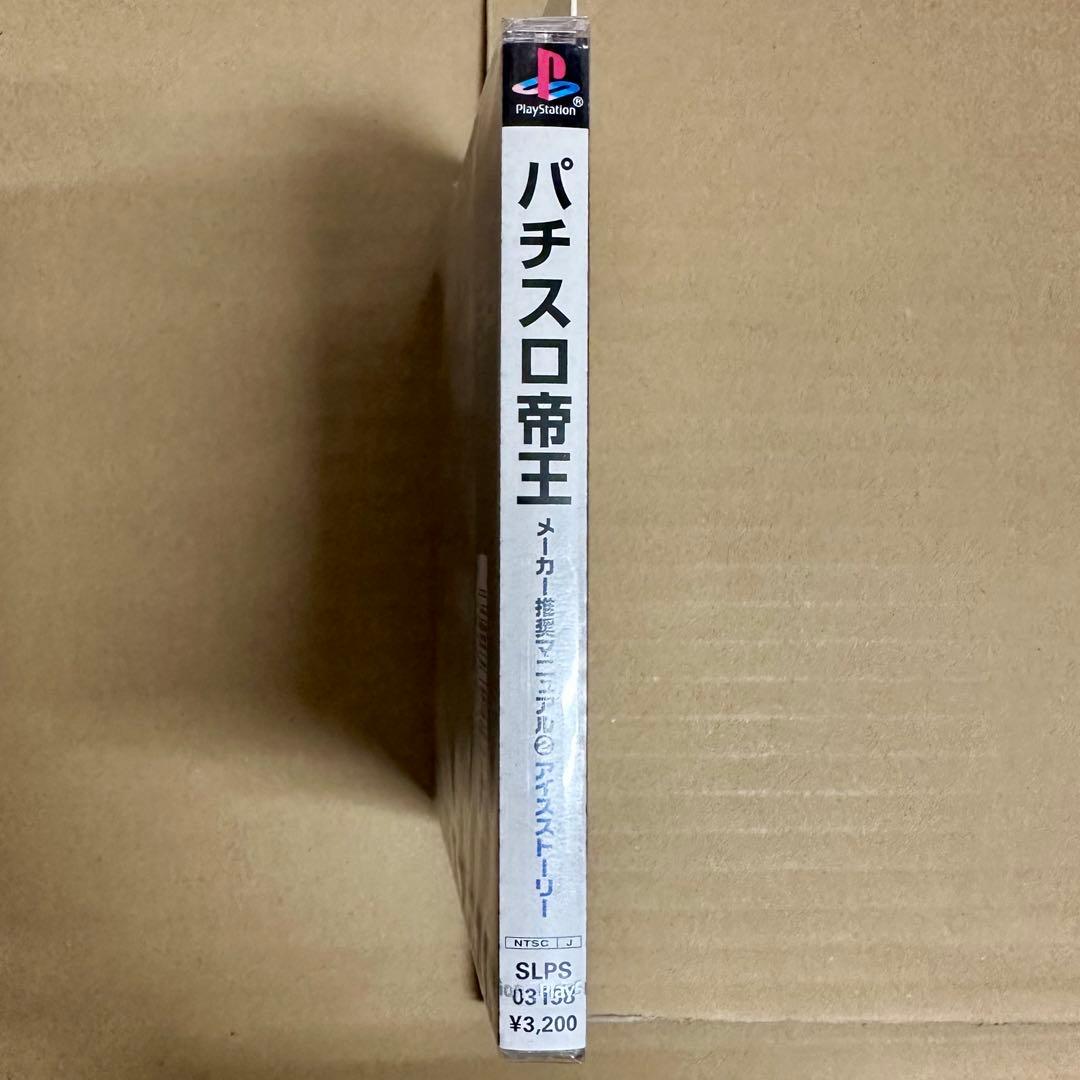 PlayStation®
パチスロ帝王
メーカー推奨マニュアル② アイスストーリー
NTSC J
SLPS
¥3,200